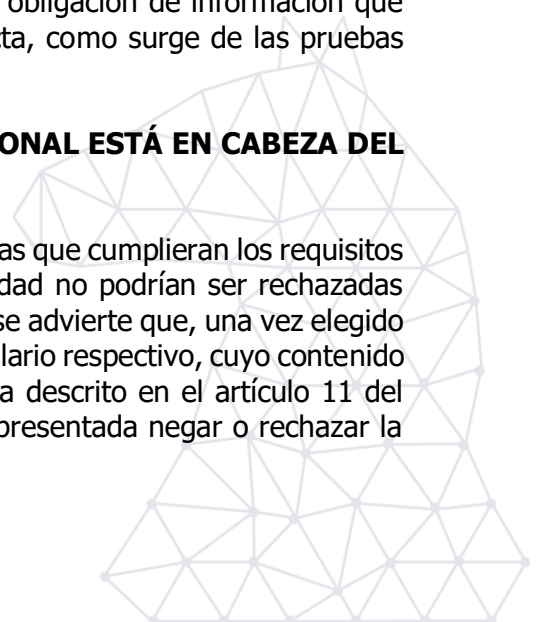 obligación de información que
cta, como surge de las pruebas
ONAL ESTÁ EN CABEZA DEL
as que cumplieran los requisitos
dad no podrían ser rechazadas
se advierte que, una vez elegido
lario respectivo, cuyo contenido
a descrito en el artículo 11 del
presentada negar o rechazar la